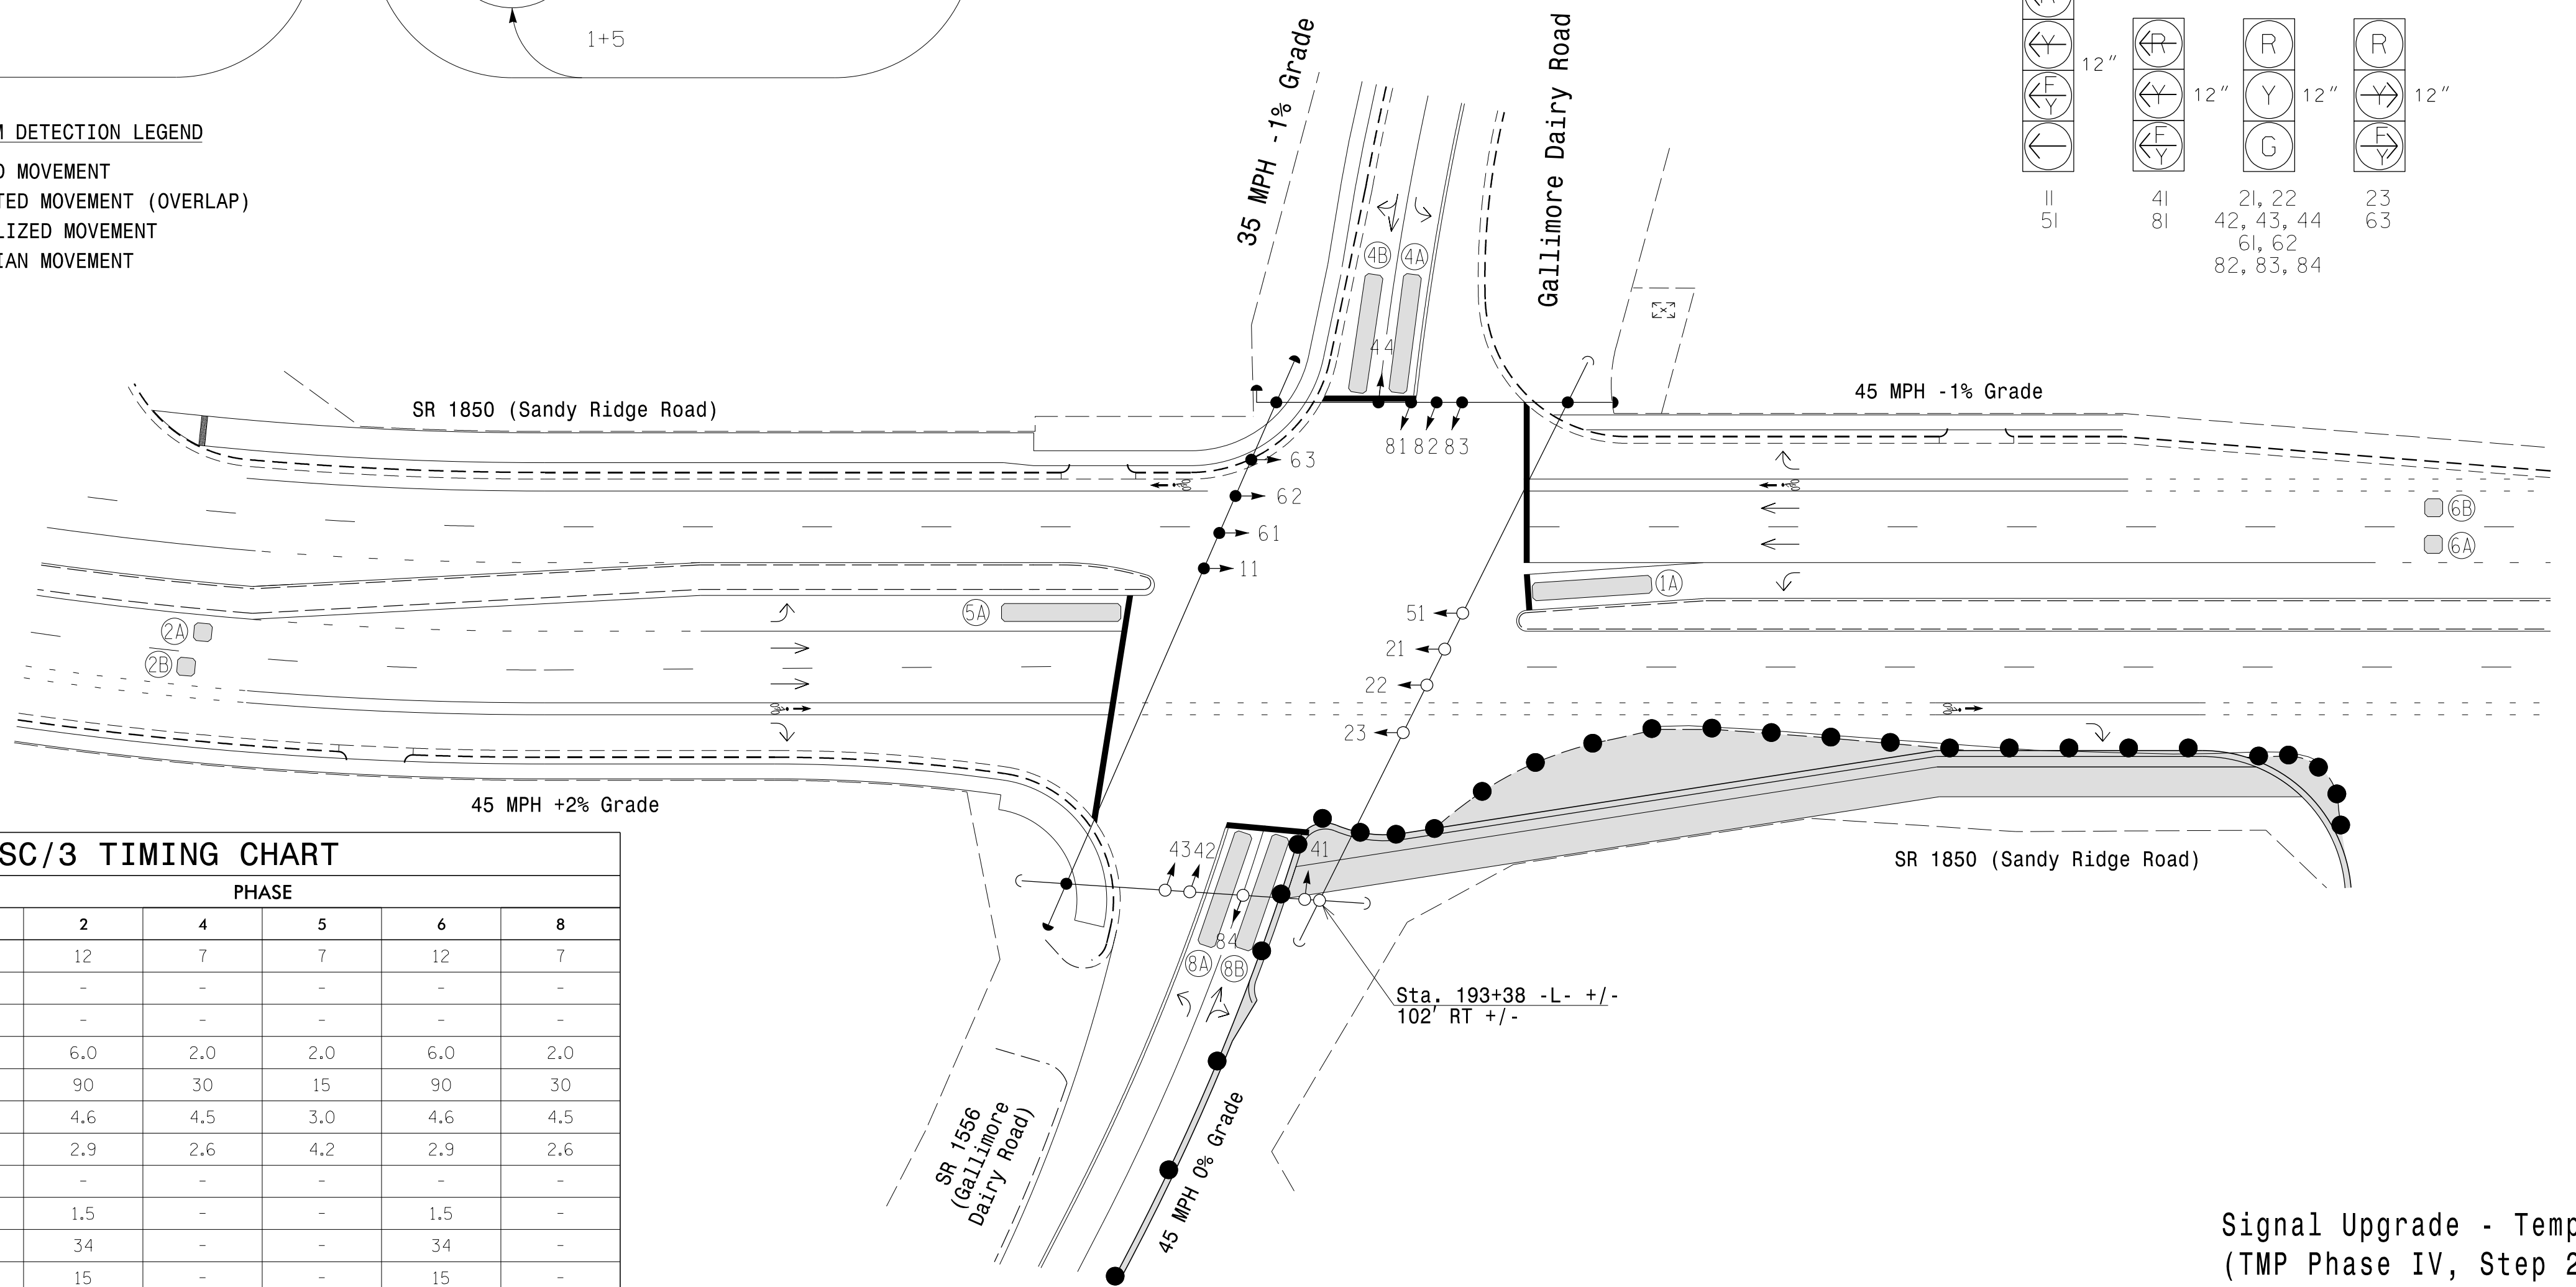 1+5
DETECTION LEGEND
MOVEMENT
MOVEMENT (OVERLAP)
MOVEMENT
MOVEMENT
35 MPH -1% Grade
Gallimore Dairy Road
Y
F
Y
12"
R
Y
F
Y
12"
R
Y
G
12"
R
Y
F
Y
12"
11
51
41
81
21, 22
42, 43, 44
61, 62
82, 83, 84
23
63
4B
4A
44
SR 1850 (Sandy Ridge Road)
45 MPH -1% Grade
81 82 83
63
62
61
11
6B
6A
1A
5A
2A
2B
51
21
22
23
45 MPH +2% Grade
SR 1850 (Sandy Ridge Road)
43 42
41
84
8A
8B
Sta. 193+38 -L- +/-
102' RT +/-
SR 1556
(Gallimore
Dairy Road)
45 MPH 0% Grade
SC/3 TIMING CHART
PHASE
2 4 5 6 8
12 7 7 12 7
- - - - -
- - - - -
6.0 2.0 2.0 6.0 2.0
90 30 15 90 30
4.6 4.5 3.0 4.6 4.5
2.9 2.6 4.2 2.9 2.6
- - - - -
1.5 - - 1.5 -
34 - - 34 -
15 - - 15 -
Signal Upgrade - Temp
(TMP Phase IV, Step 2